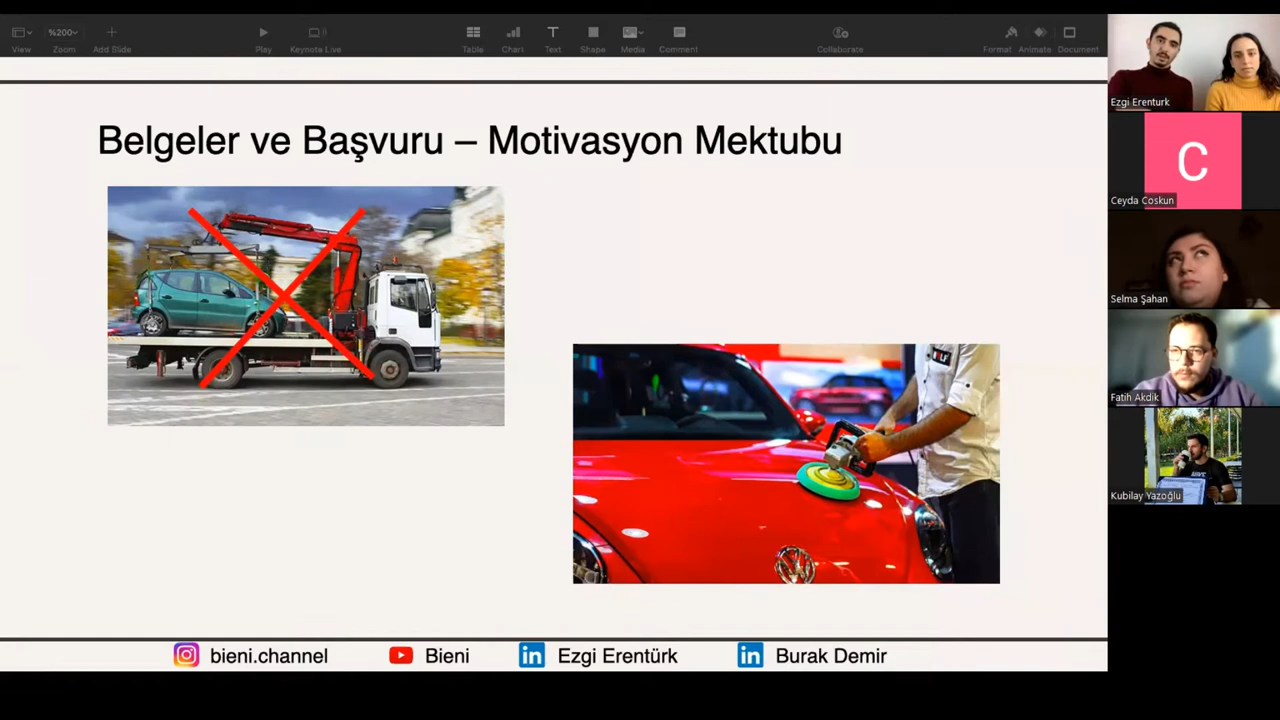 %200
View
Zoom
Add Slide
Play
Keynote Live
Table
Chart
Text
Shape
Media
Comment
Collaborate
Format
Animate
Document
Belgeler ve Başvuru – Motivasyon Mektubu
bieni.channel
Bieni
Ezgi Erentürk
Burak Demir
Ezgi Erenturk
C
Ceyda Coskun
Selma Şahan
Fatih Akdik
Kubilay Yazoğlu